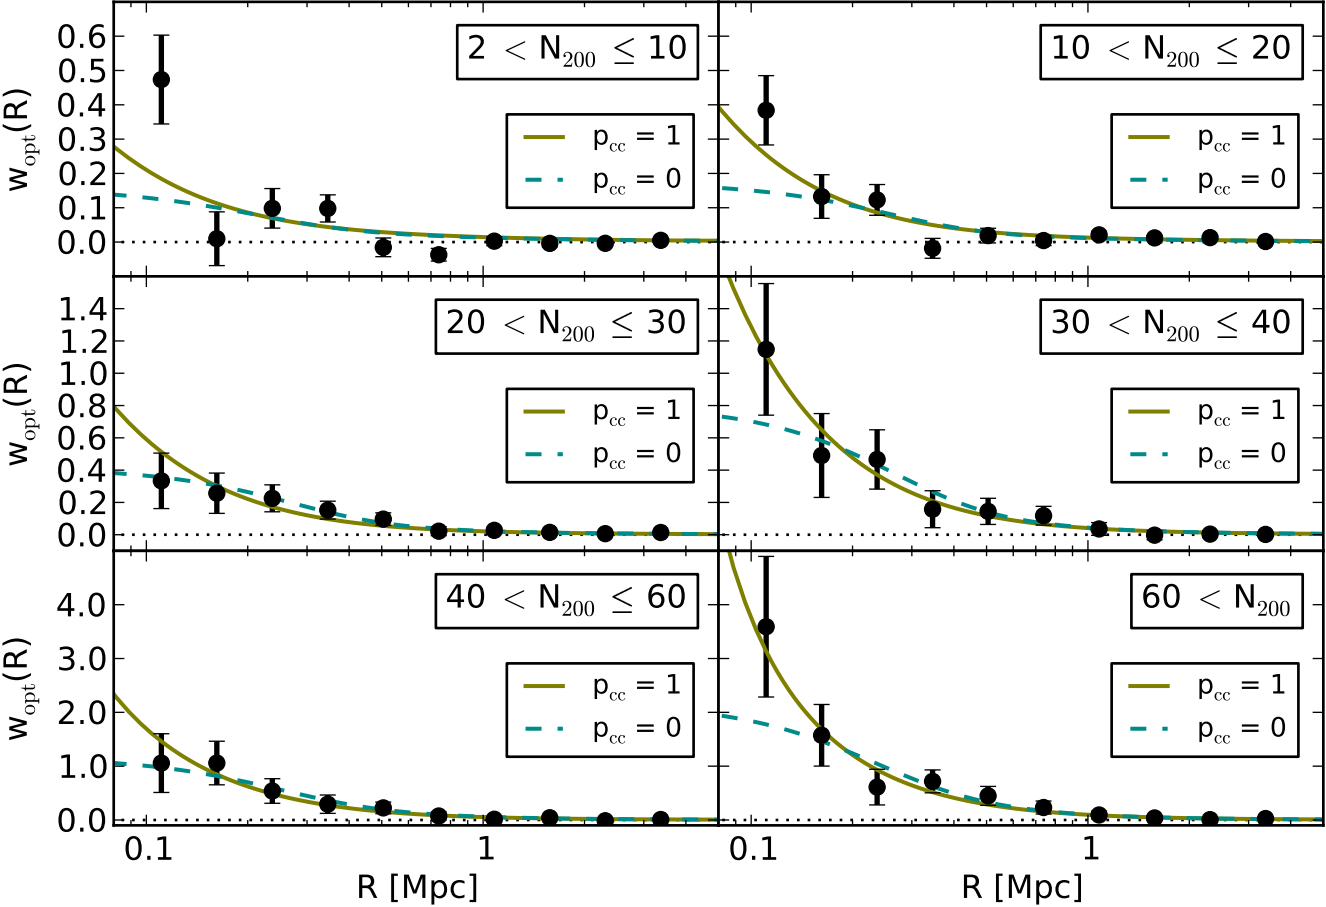 0.6
0.5
0.4
0.3
0.2
0.1
0.0
w_opt(R)
2 < N_200 ≤ 10
p_cc = 1
p_cc = 0
10 < N_200 ≤ 20
p_cc = 1
p_cc = 0
1.4
1.2
1.0
0.8
0.6
0.4
0.2
0.0
w_opt(R)
20 < N_200 ≤ 30
p_cc = 1
p_cc = 0
30 < N_200 ≤ 40
p_cc = 1
p_cc = 0
4.0
3.0
2.0
1.0
0.0
w_opt(R)
40 < N_200 ≤ 60
p_cc = 1
p_cc = 0
60 < N_200
p_cc = 1
p_cc = 0
0.1 1 0.1 1
R [Mpc] R [Mpc]